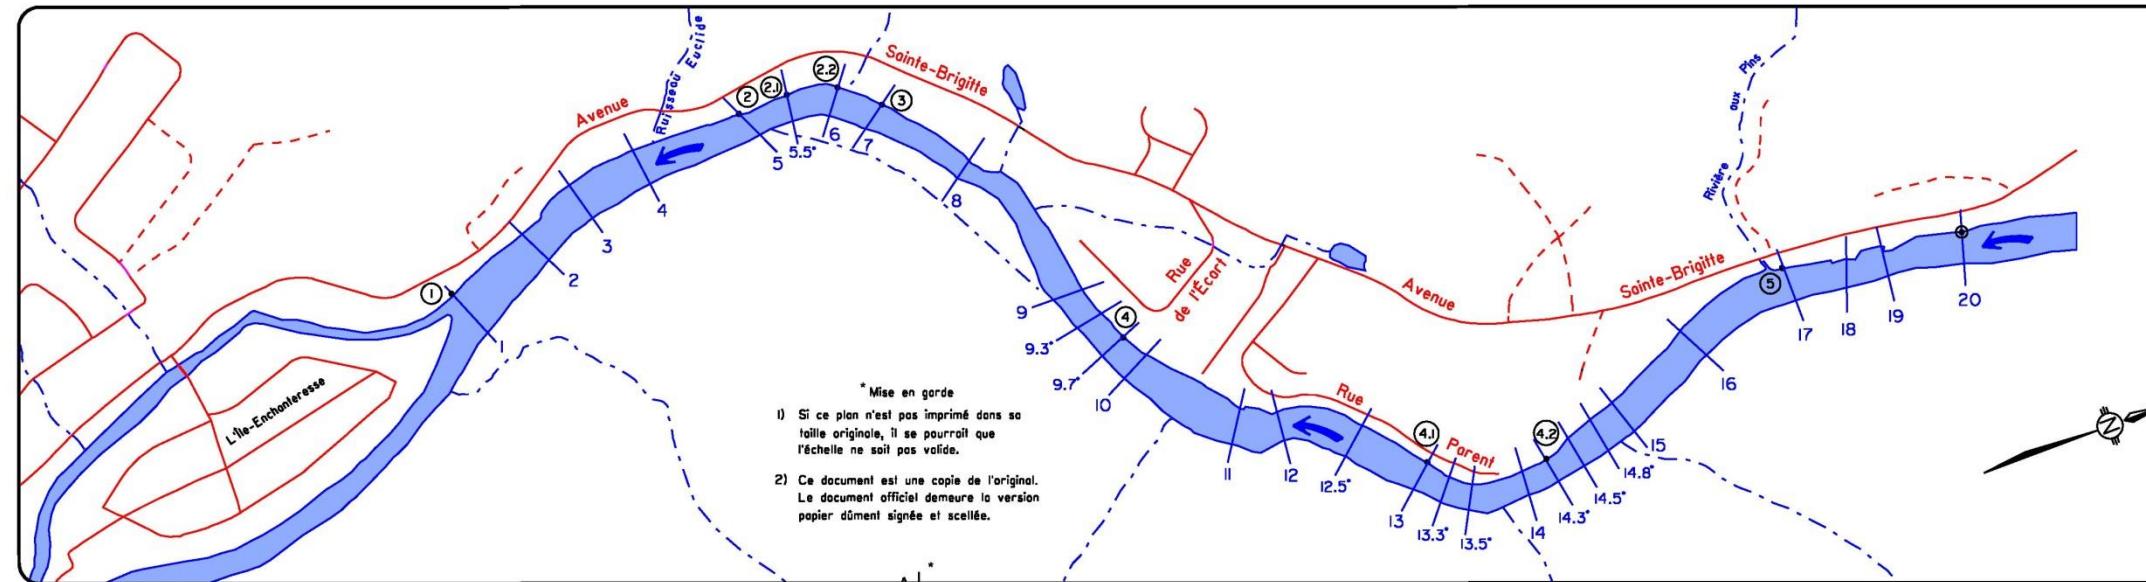 Ruisseau Euclide
Avenue
Sainte-Brigitte
2
2.1
2.2
3
5
5.5*
6
7
8
4
3
2
1
1
L'Île-Enchanteresse
Rue
de l'Écart
Avenue
Sainte-Brigitte
Rivière aux Pins
5
17
18
19
20
16
15
14.8*
14.5*
14.3*
14
4.2
4.1
Rue Parent
13.5*
13.3*
13
12.5*
12
11
10
9.7*
9.3*
9
4
N
* Mise en garde
1) Si ce plan n'est pas imprimé dans sa
taille originale, il se pourrait que
l'échelle ne soit pas valide.
2) Ce document est une copie de l'original.
Le document officiel demeure la version
papier dûment signée et scellée.